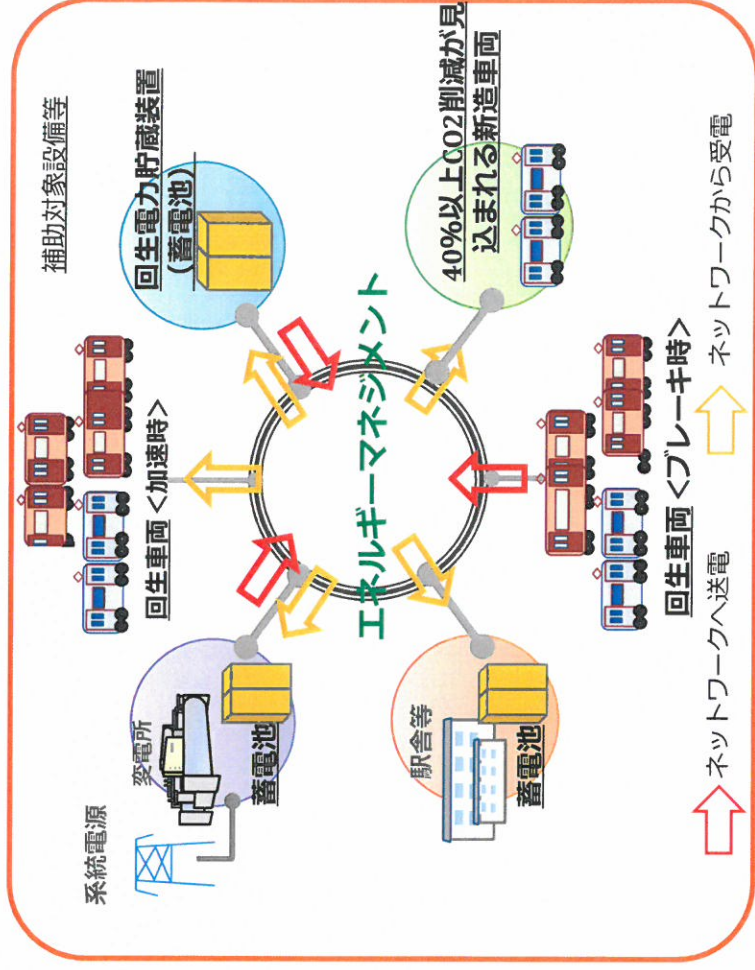 補助対象設備等
系統電源
変電所
蓄電池
回生車両 <加速時>
回生電力貯蔵装置
(蓄電池)
エネルギーマネジメント
駅舎等
蓄電池
回生車両 <ブレーキ時>
40%以上CO2削減が見
込まれる新造車両
ネットワークへ送電
ネットワークから受電